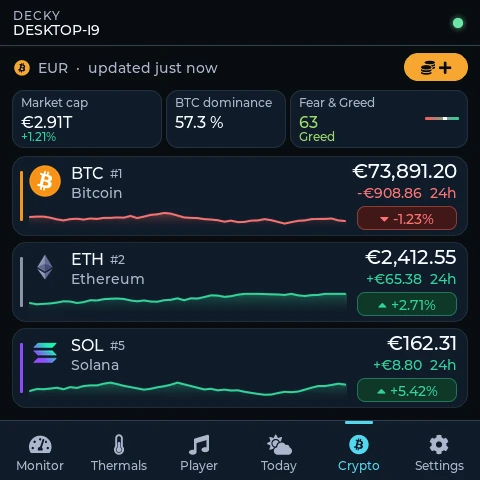 DECKY
DESKTOP-I9
EUR · updated just now
Market cap
€2.91T
+1.21%
BTC dominance
57.3 %
Fear & Greed
63
Greed
BTC #1
Bitcoin
€73,891.20
-€908.86 24h
-1.23%
ETH #2
Ethereum
€2,412.55
+€65.38 24h
+2.71%
SOL #5
Solana
€162.31
+€8.80 24h
+5.42%
Monitor
Thermals
Player
Today
Crypto
Settings